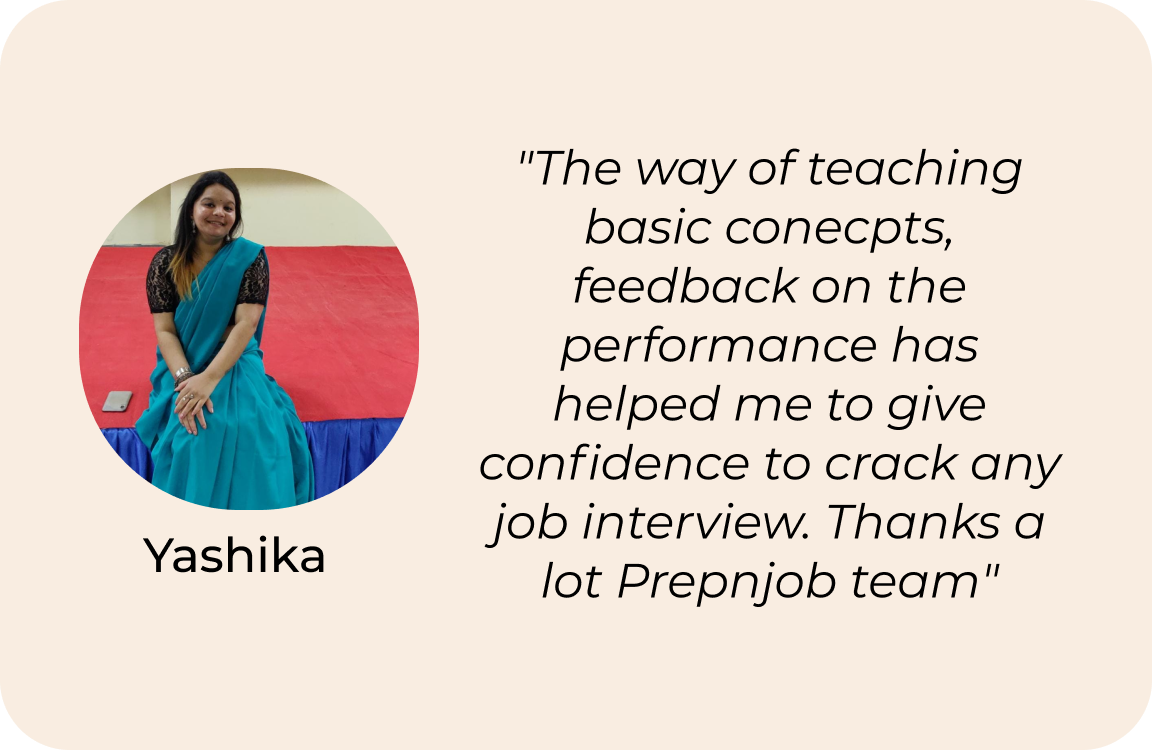 "The way of teaching
basic conecpts,
feedback on the
performance has
helped me to give
confidence to crack any
job interview. Thanks a
lot Prepnjob team"
Yashika